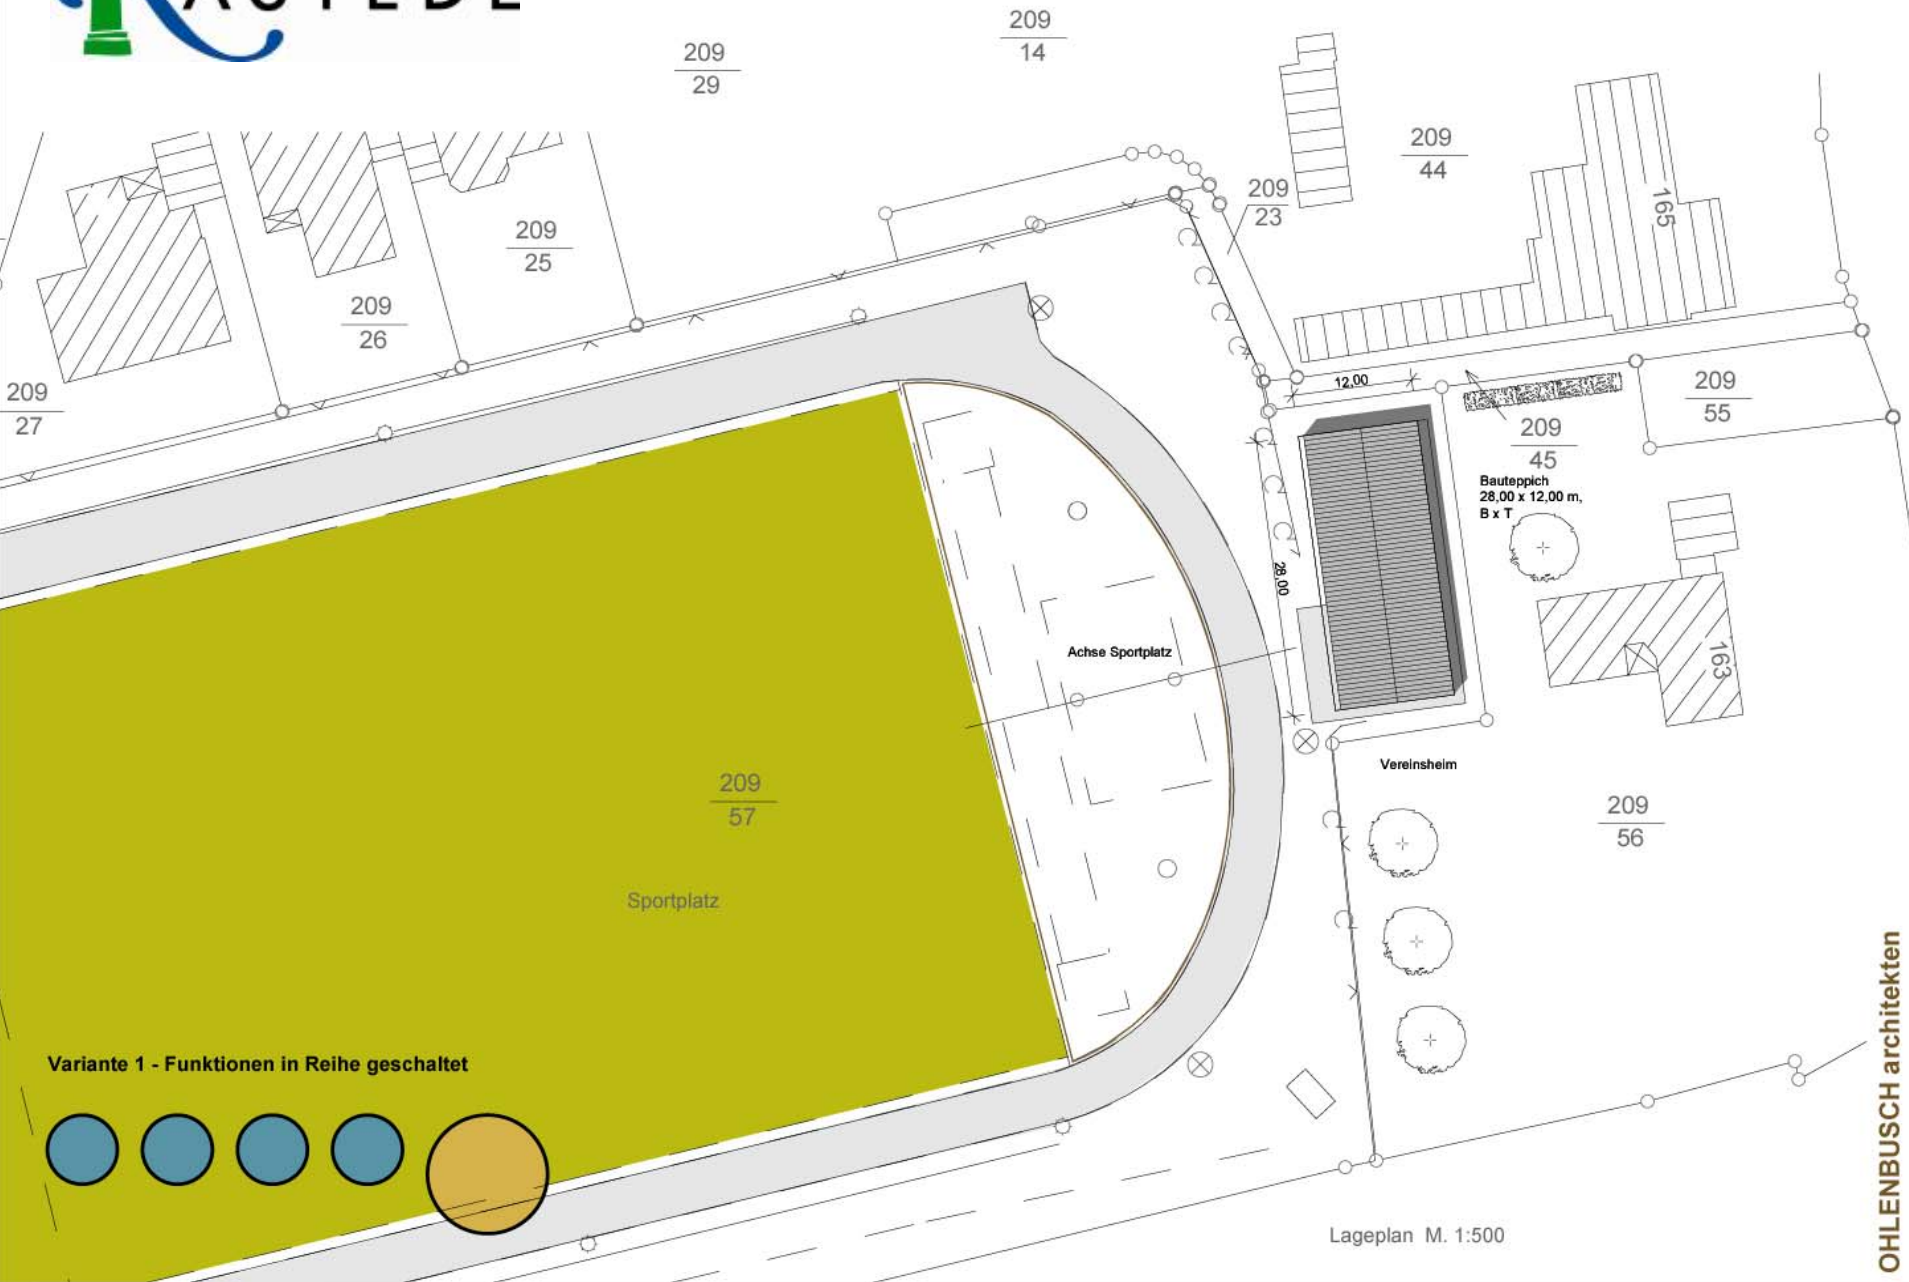 209
14
209
29
209
44
165
209
23
209
25
209
26
209
27
12,00
209
55
209
45
Bauteppich
28,00 x 12,00 m,
B x T
28,00
Achse Sportplatz
163
Vereinsheim
209
57
209
56
Sportplatz
Variante 1 - Funktionen in Reihe geschaltet
Lageplan M. 1:500
OHLENBUSCH architekten